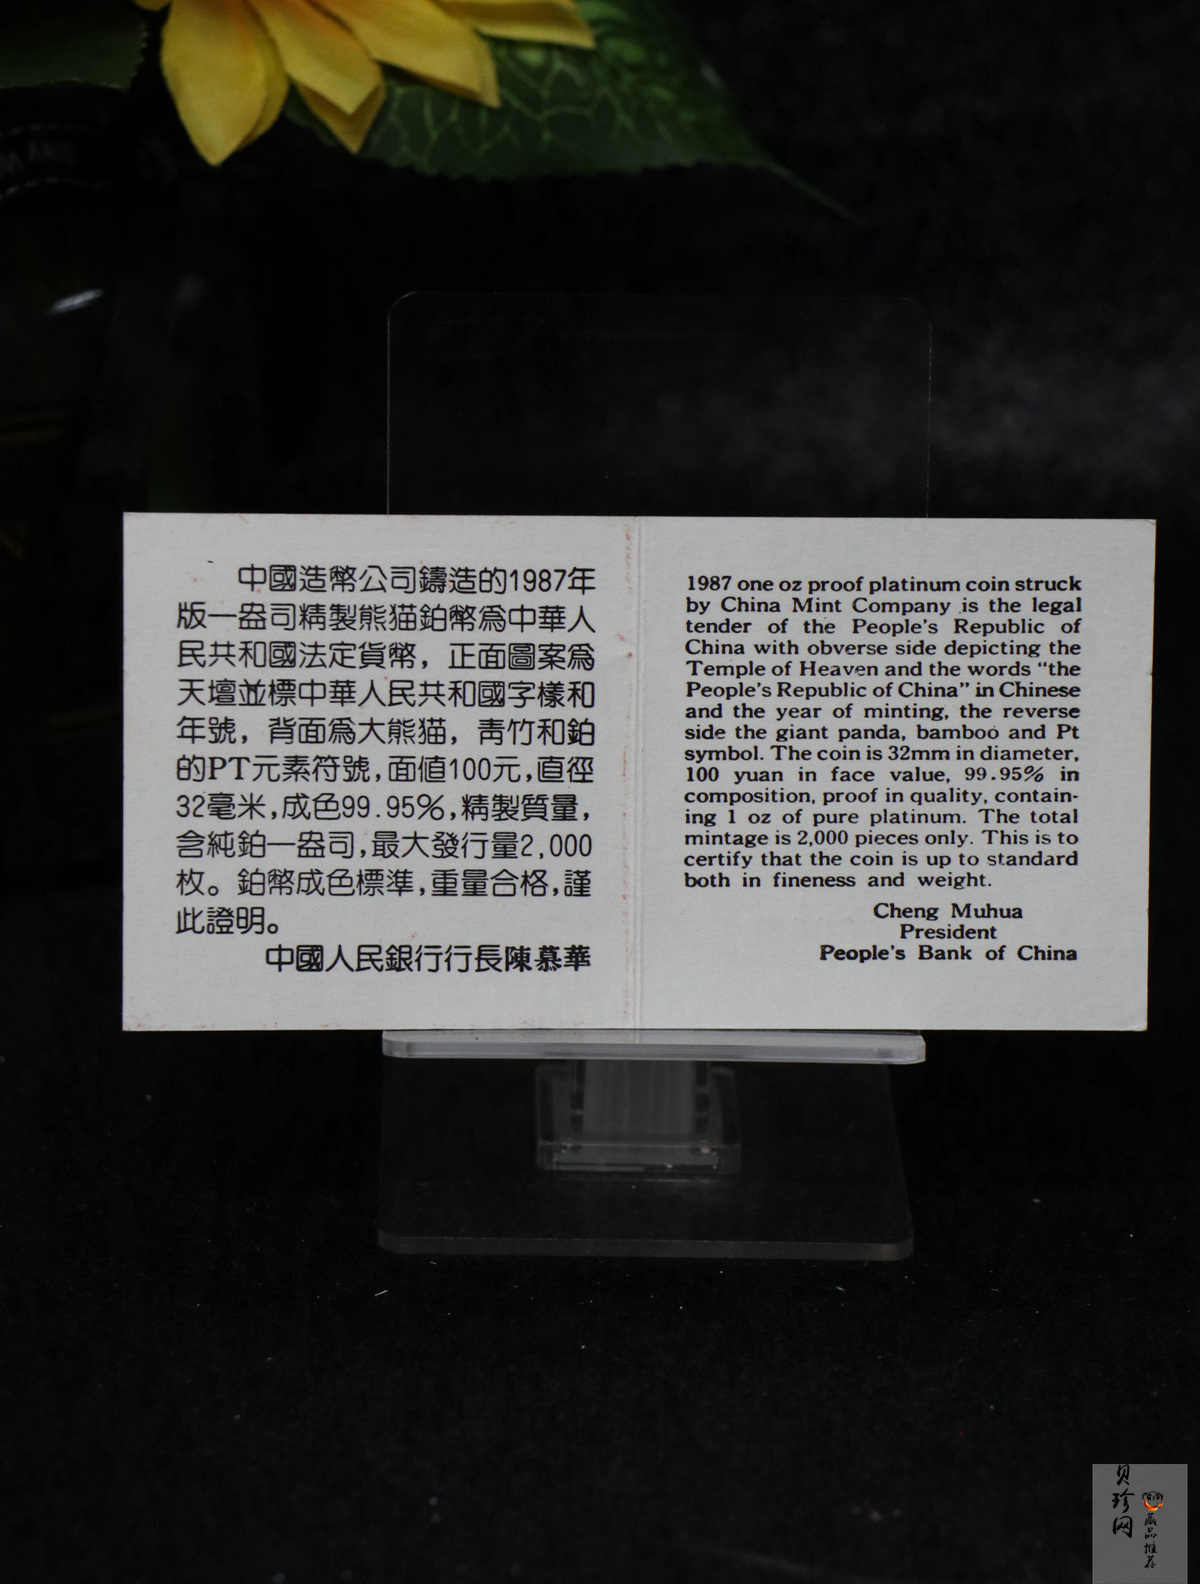 中國造幣公司鑄造的1987年
版一盎司精製熊猫鉑幣爲中華人
民共和國法定貨幣，正面圖案爲
天壇並標中華人民共和國字樣和
年號，背面爲大熊猫，靑竹和鉑
的PT元素符號，面値100元，直徑
32毫米，成色99.95%，精製質量，
含純鉑一盎司，最大發行量2,000
枚。鉑幣成色標準，重量合格，謹
此證明。
中國人民銀行行長陳慕華
1987 one oz proof platinum coin struck
by China Mint Company is the legal
tender of the People's Republic of
China with obverse side depicting the
Temple of Heaven and the words "the
People's Republic of China" in Chinese
and the year of minting, the reverse
side the giant panda, bamboo and Pt
symbol. The coin is 32mm in diameter,
100 yuan in face value, 99.95% in
composition, proof in quality, contain-
ing 1 oz of pure platinum. The total
mintage is 2,000 pieces only. This is to
certify that the coin is up to standard
both in fineness and weight.
Cheng Muhua
President
People's Bank of China
贝珍网
藏品推荐